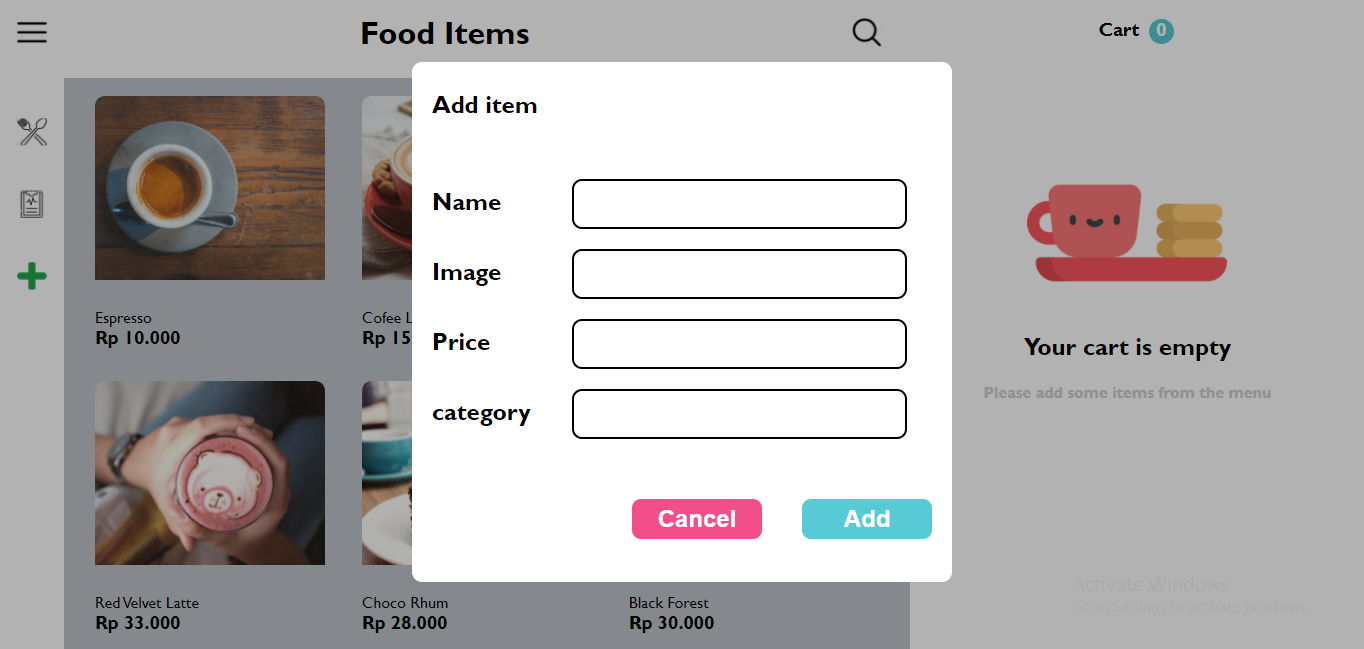 Food Items
Cart 0
Add item
Name
Image
Price
category
Cancel
Add
Espresso
Rp 10.000
Cofee L
Rp 15
Red Velvet Latte
Rp 33.000
Choco Rhum
Rp 28.000
Black Forest
Rp 30.000
Your cart is empty
Please add some items from the menu
Activate Windows
Go to Settings to activate Windows.